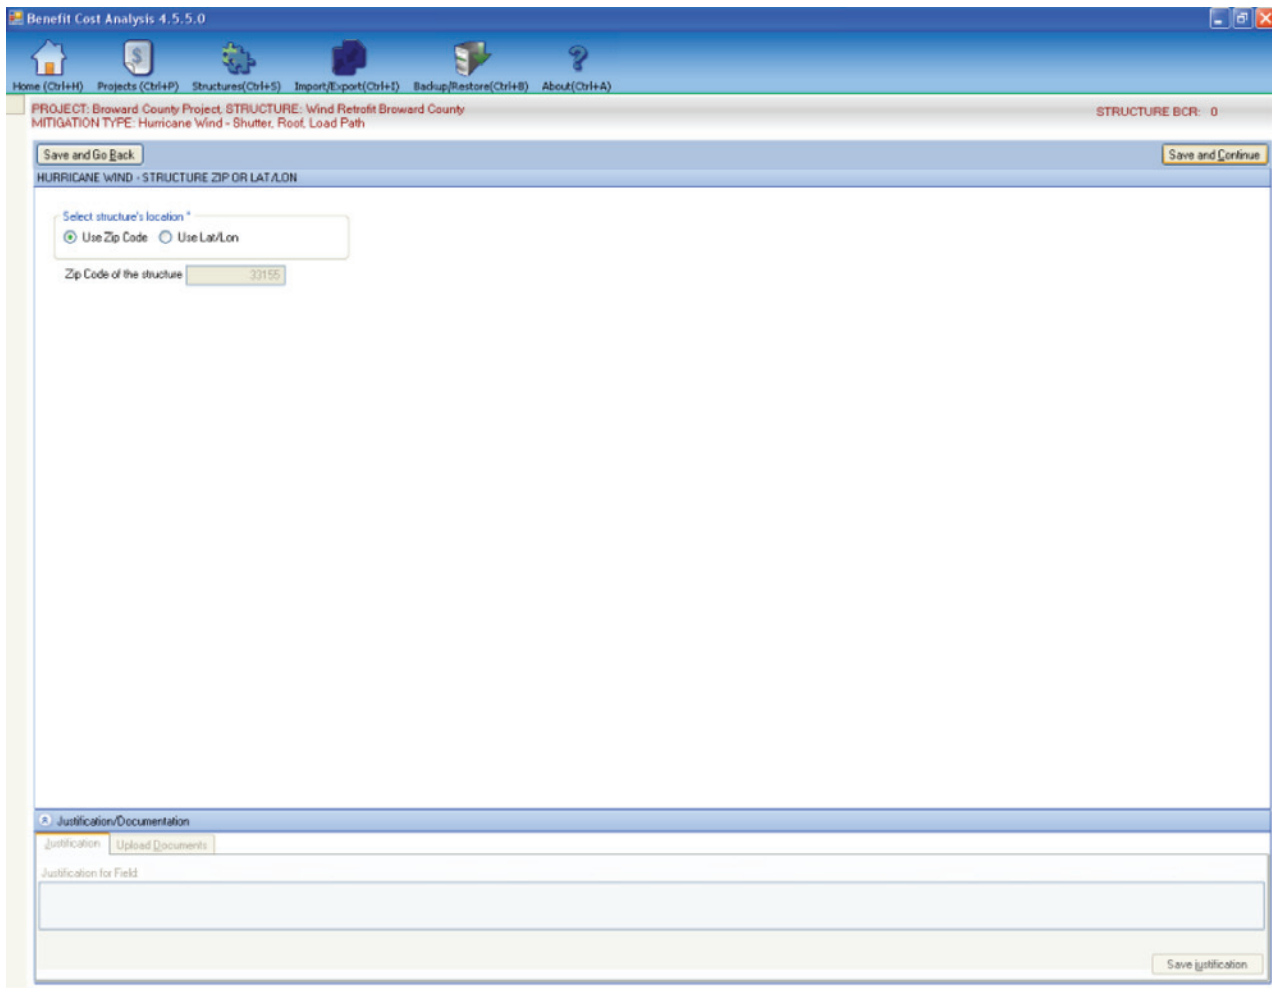 Benefit Cost Analysis 4.5.5.0
Home (Ctrl+H) Projects (Ctrl+P) Structures(Ctrl+S) Import/Export(Ctrl+I) Backup/Restore(Ctrl+B) About(Ctrl+A)
PROJECT: Broward County Project, STRUCTURE: Wind Retrofit Broward County
STRUCTURE BCR: 0
MITIGATION TYPE: Hurricane Wind - Shutter, Roof, Load Path
Save and Go Back Save and Continue
HURRICANE WIND - STRUCTURE ZIP OR LAT/LON
Select structure's location *
Use Zip Code Use Lat/Lon
Zip Code of the structure 33155
Justification/Documentation
Justification Upload Documents
Justification for Field
Save justification